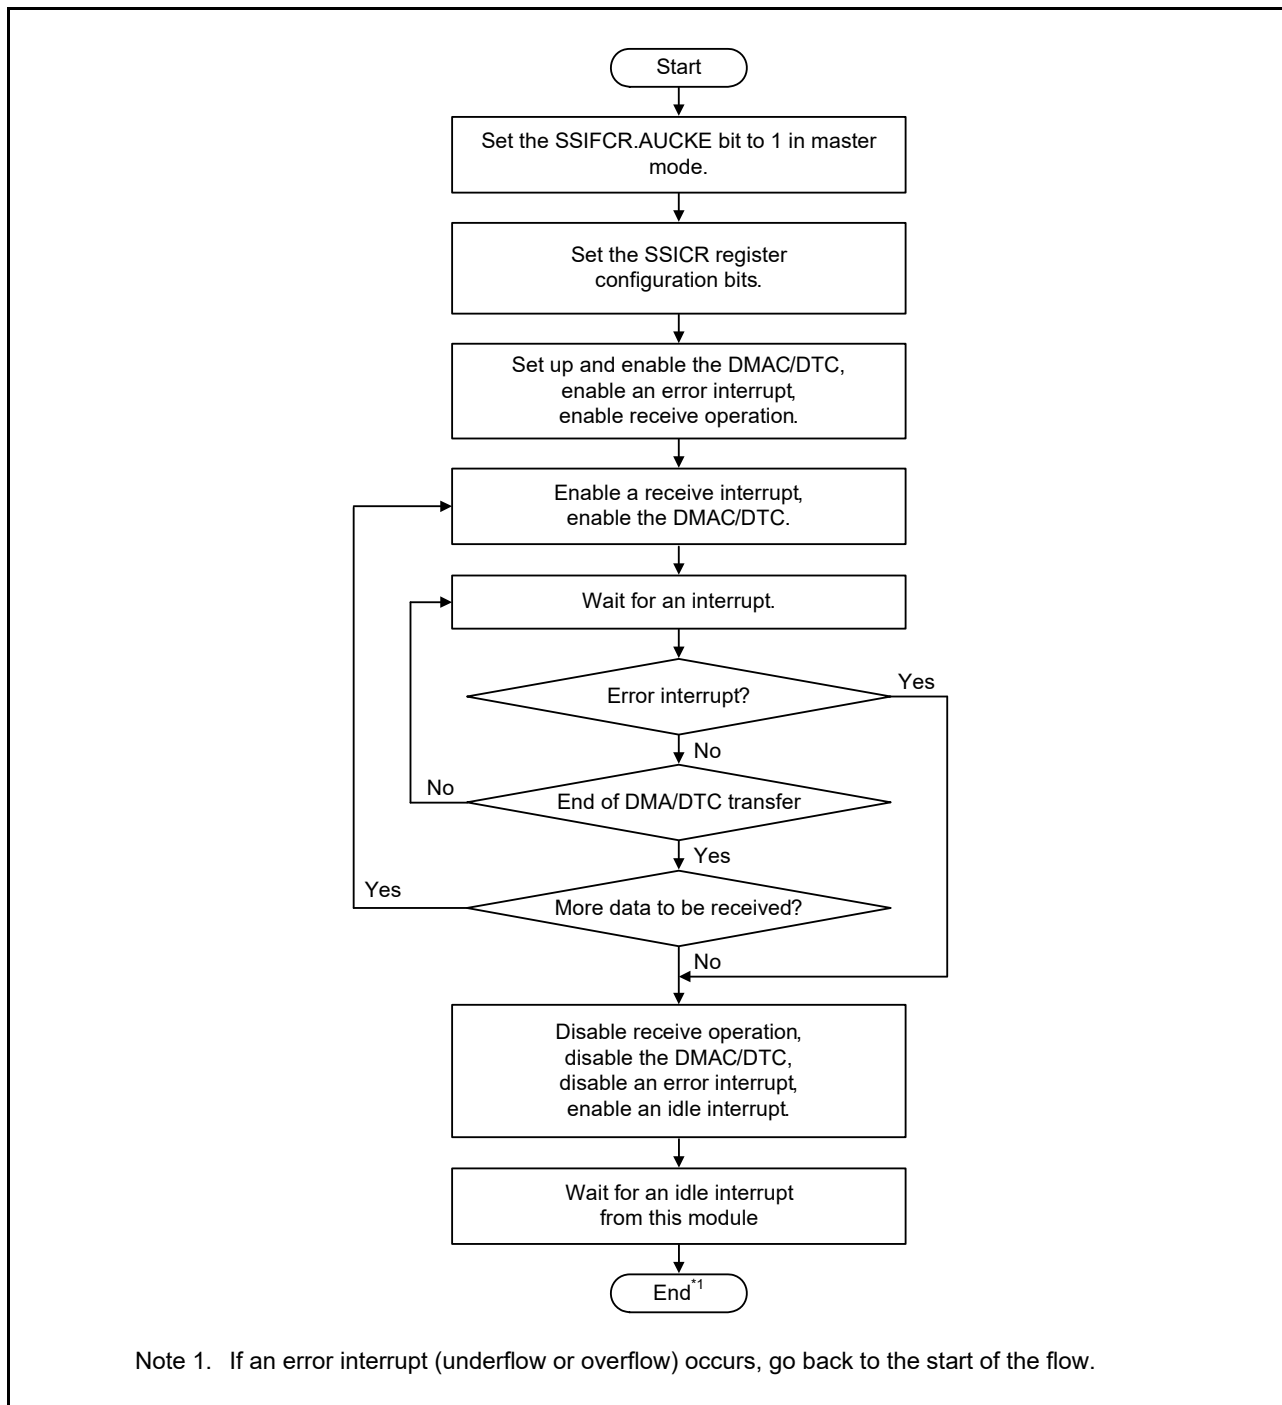 Start
Set the SSIFCR.AUCKE bit to 1 in master
mode.
Set the SSICR register
configuration bits.
Set up and enable the DMAC/DTC,
enable an error interrupt,
enable receive operation.
Enable a receive interrupt,
enable the DMAC/DTC.
Wait for an interrupt.
Error interrupt?
Yes
No
End of DMA/DTC transfer
No
Yes
More data to be received?
Yes
No
Disable receive operation,
disable the DMAC/DTC,
disable an error interrupt,
enable an idle interrupt.
Wait for an idle interrupt
from this module
End*1
Note 1. If an error interrupt (underflow or overflow) occurs, go back to the start of the flow.